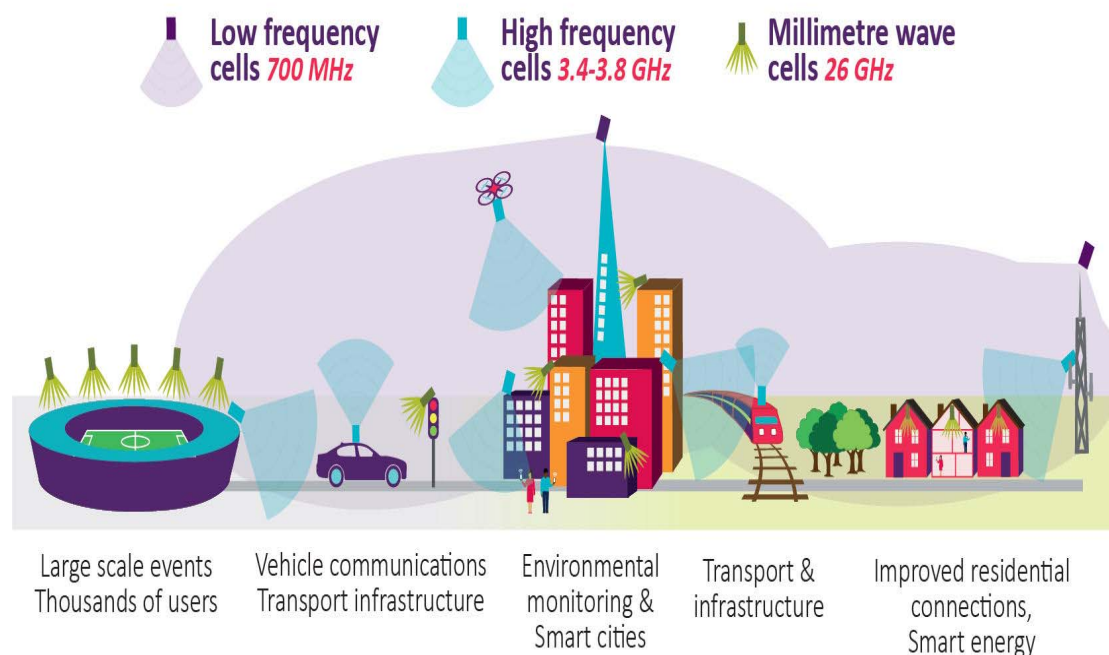 Low frequency
cells 700 MHz
High frequency
cells 3.4-3.8 GHz
Millimetre wave
cells 26 GHz
Large scale events
Thousands of users
Vehicle communications
Transport infrastructure
Environmental
monitoring &
Smart cities
Transport &
infrastructure
Improved residential
connections,
Smart energy